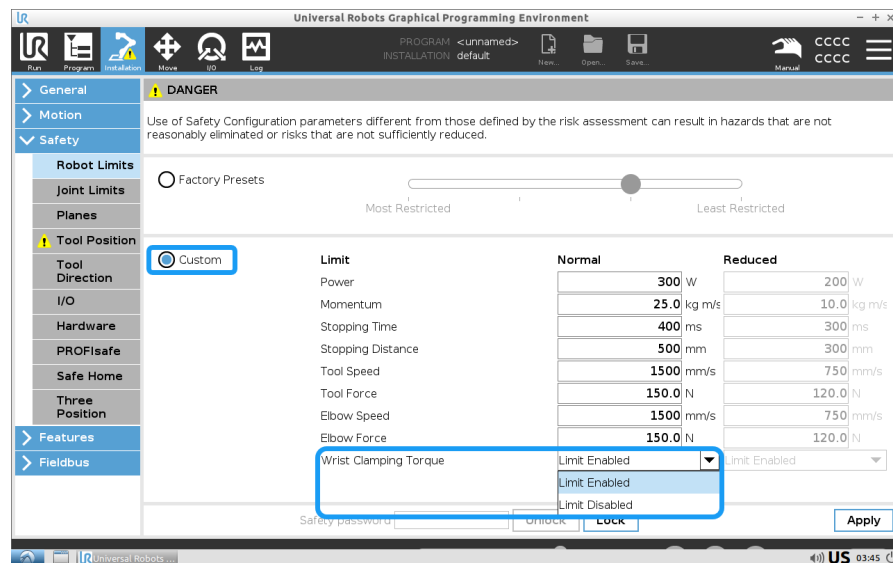 Universal Robots Graphical Programming Environment
UR
Run
Program
Installation
Move
I/O
Log
PROGRAM <unnamed>
INSTALLATION default
New...
Open...
Save...
Manual
CCCC
CCCC
General
Motion
Safety
Robot Limits
Joint Limits
Planes
Tool Position
Tool
Direction
I/O
Hardware
PROFIsafe
Safe Home
Three
Position
Features
Fieldbus
DANGER
Use of Safety Configuration parameters different from those defined by the risk assessment can result in hazards that are not
reasonably eliminated or risks that are not sufficiently reduced.
Factory Presets
Most Restricted Least Restricted
Custom
Limit Normal Reduced
Power 300 W 200 W
Momentum 25.0 kg m/s 10.0 kg m/s
Stopping Time 400 ms 300 ms
Stopping Distance 500 mm 300 mm
Tool Speed 1500 mm/s 750 mm/s
Tool Force 150.0 N 120.0 N
Elbow Speed 1500 mm/s 750 mm/s
Elbow Force 150.0 N 120.0 N
Wrist Clamping Torque Limit Enabled Limit Enabled
Limit Enabled
Limit Disabled
Safety password Unlock Lock Apply
Universal Robots ... US 03:45